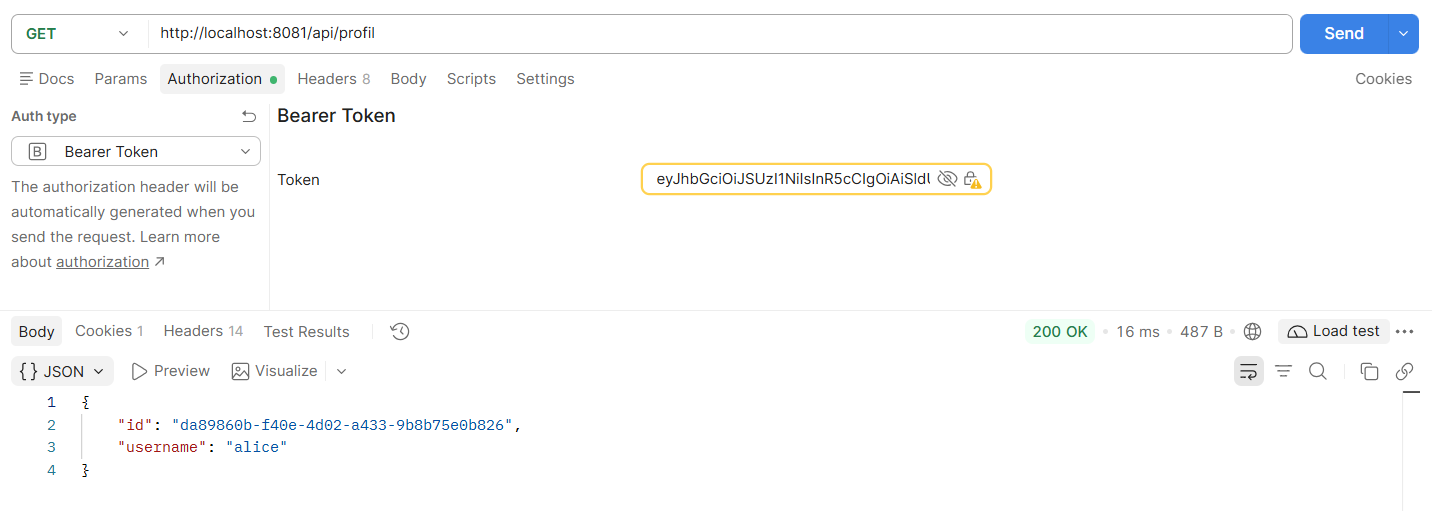 GET http://localhost:8081/api/profil Send
Docs Params Authorization Headers 8 Body Scripts Settings Cookies
Auth type
B Bearer Token
The authorization header will be
automatically generated when you
send the request. Learn more
about authorization ↗
Bearer Token
Token eyJhbGciOiJSUzI1NiIsInR5cCIgOiAiSldU
Body Cookies 1 Headers 14 Test Results 200 OK • 16 ms • 487 B • Load test
{} JSON Preview Visualize
1 {
2 "id": "da89860b-f40e-4d02-a433-9b8b75e0b826",
3 "username": "alice"
4 }